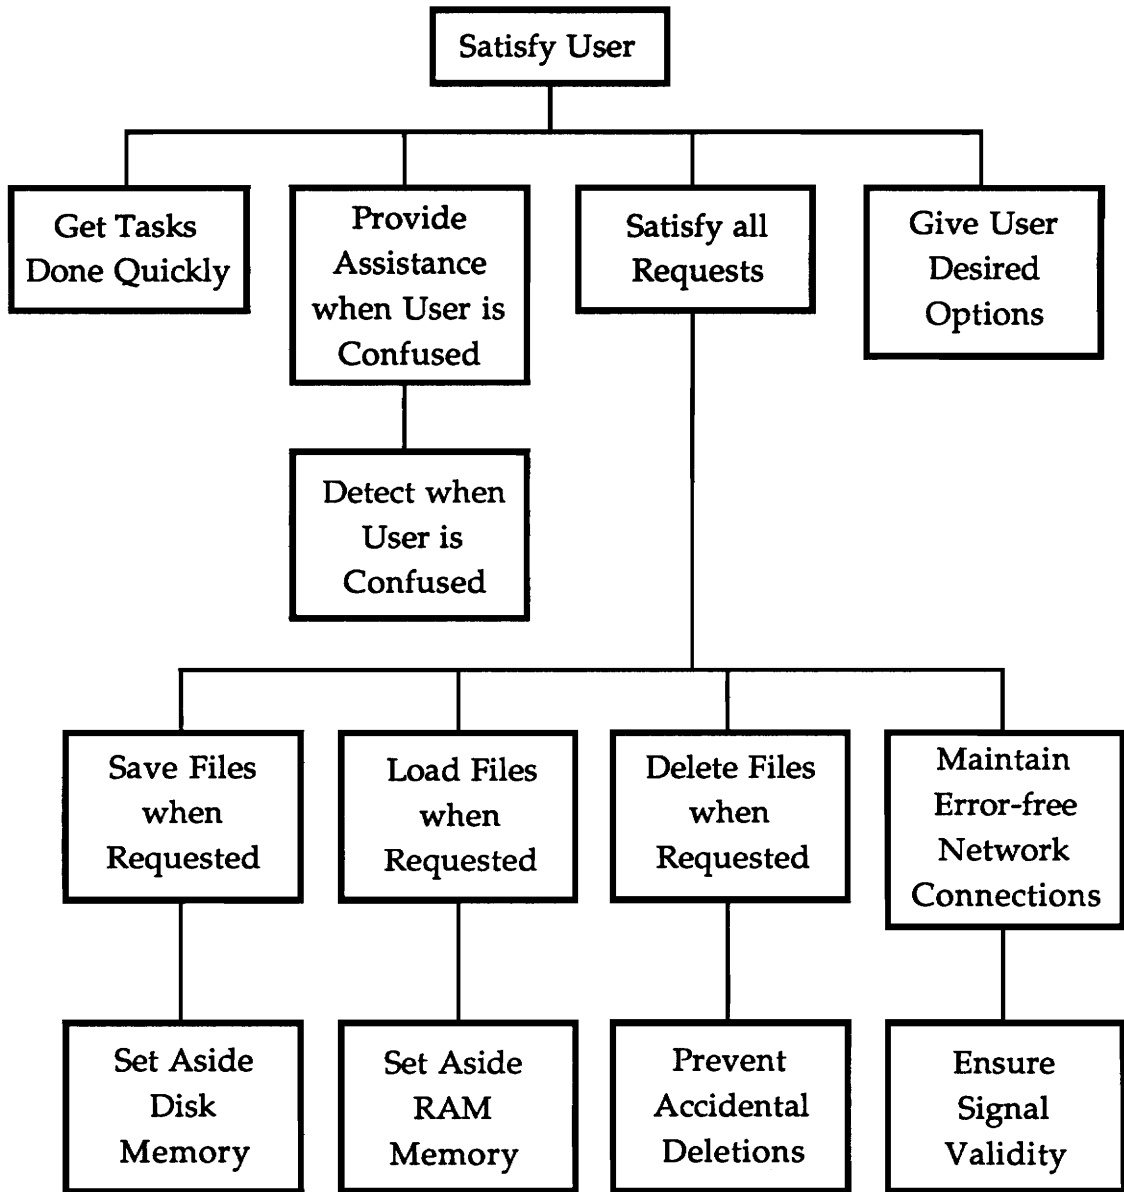 Satisfy User
Get Tasks
Done Quickly
Provide
Assistance
when User is
Confused
Satisfy all
Requests
Give User
Desired
Options
Detect when
User is
Confused
Save Files
when
Requested
Load Files
when
Requested
Delete Files
when
Requested
Maintain
Error-free
Network
Connections
Set Aside
Disk
Memory
Set Aside
RAM
Memory
Prevent
Accidental
Deletions
Ensure
Signal
Validity